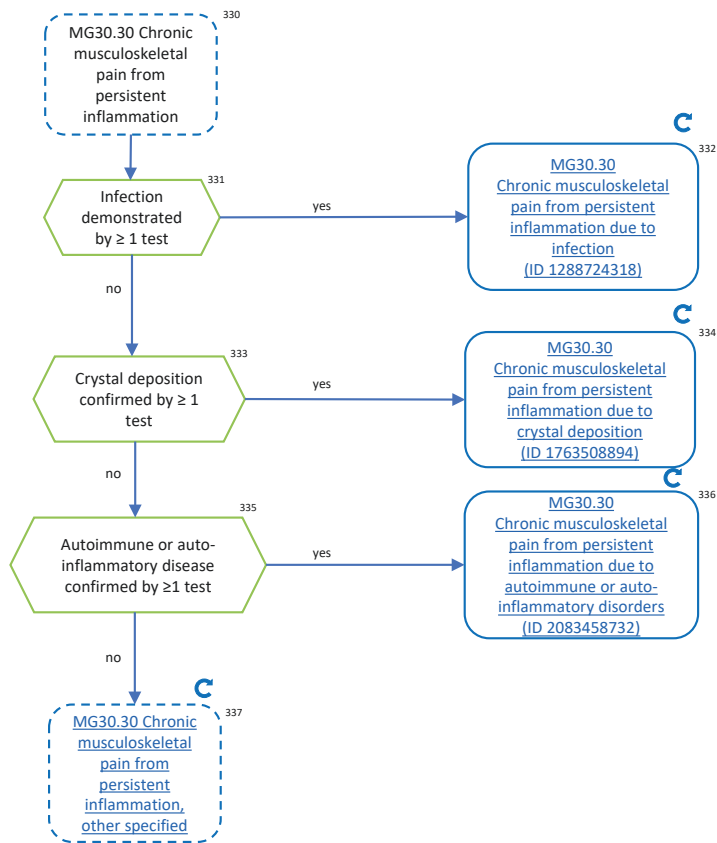 330
MG30.30 Chronic
musculoskeletal
pain from
persistent
inflammation
331
Infection
demonstrated
by ≥ 1 test
yes
332
MG30.30
Chronic musculoskeletal
pain from persistent
inflammation due to
infection
(ID 1288724318)
no
333
Crystal deposition
confirmed by ≥ 1
test
yes
334
MG30.30
Chronic musculoskeletal
pain from persistent
inflammation due to
crystal deposition
(ID 1763508894)
no
335
Autoimmune or auto-
inflammatory disease
confirmed by ≥1 test
yes
336
MG30.30
Chronic musculoskeletal
pain from persistent
inflammation due to
autoimmune or auto-
inflammatory disorders
(ID 2083458732)
no
337
MG30.30 Chronic
musculoskeletal
pain from
persistent
inflammation,
other specified